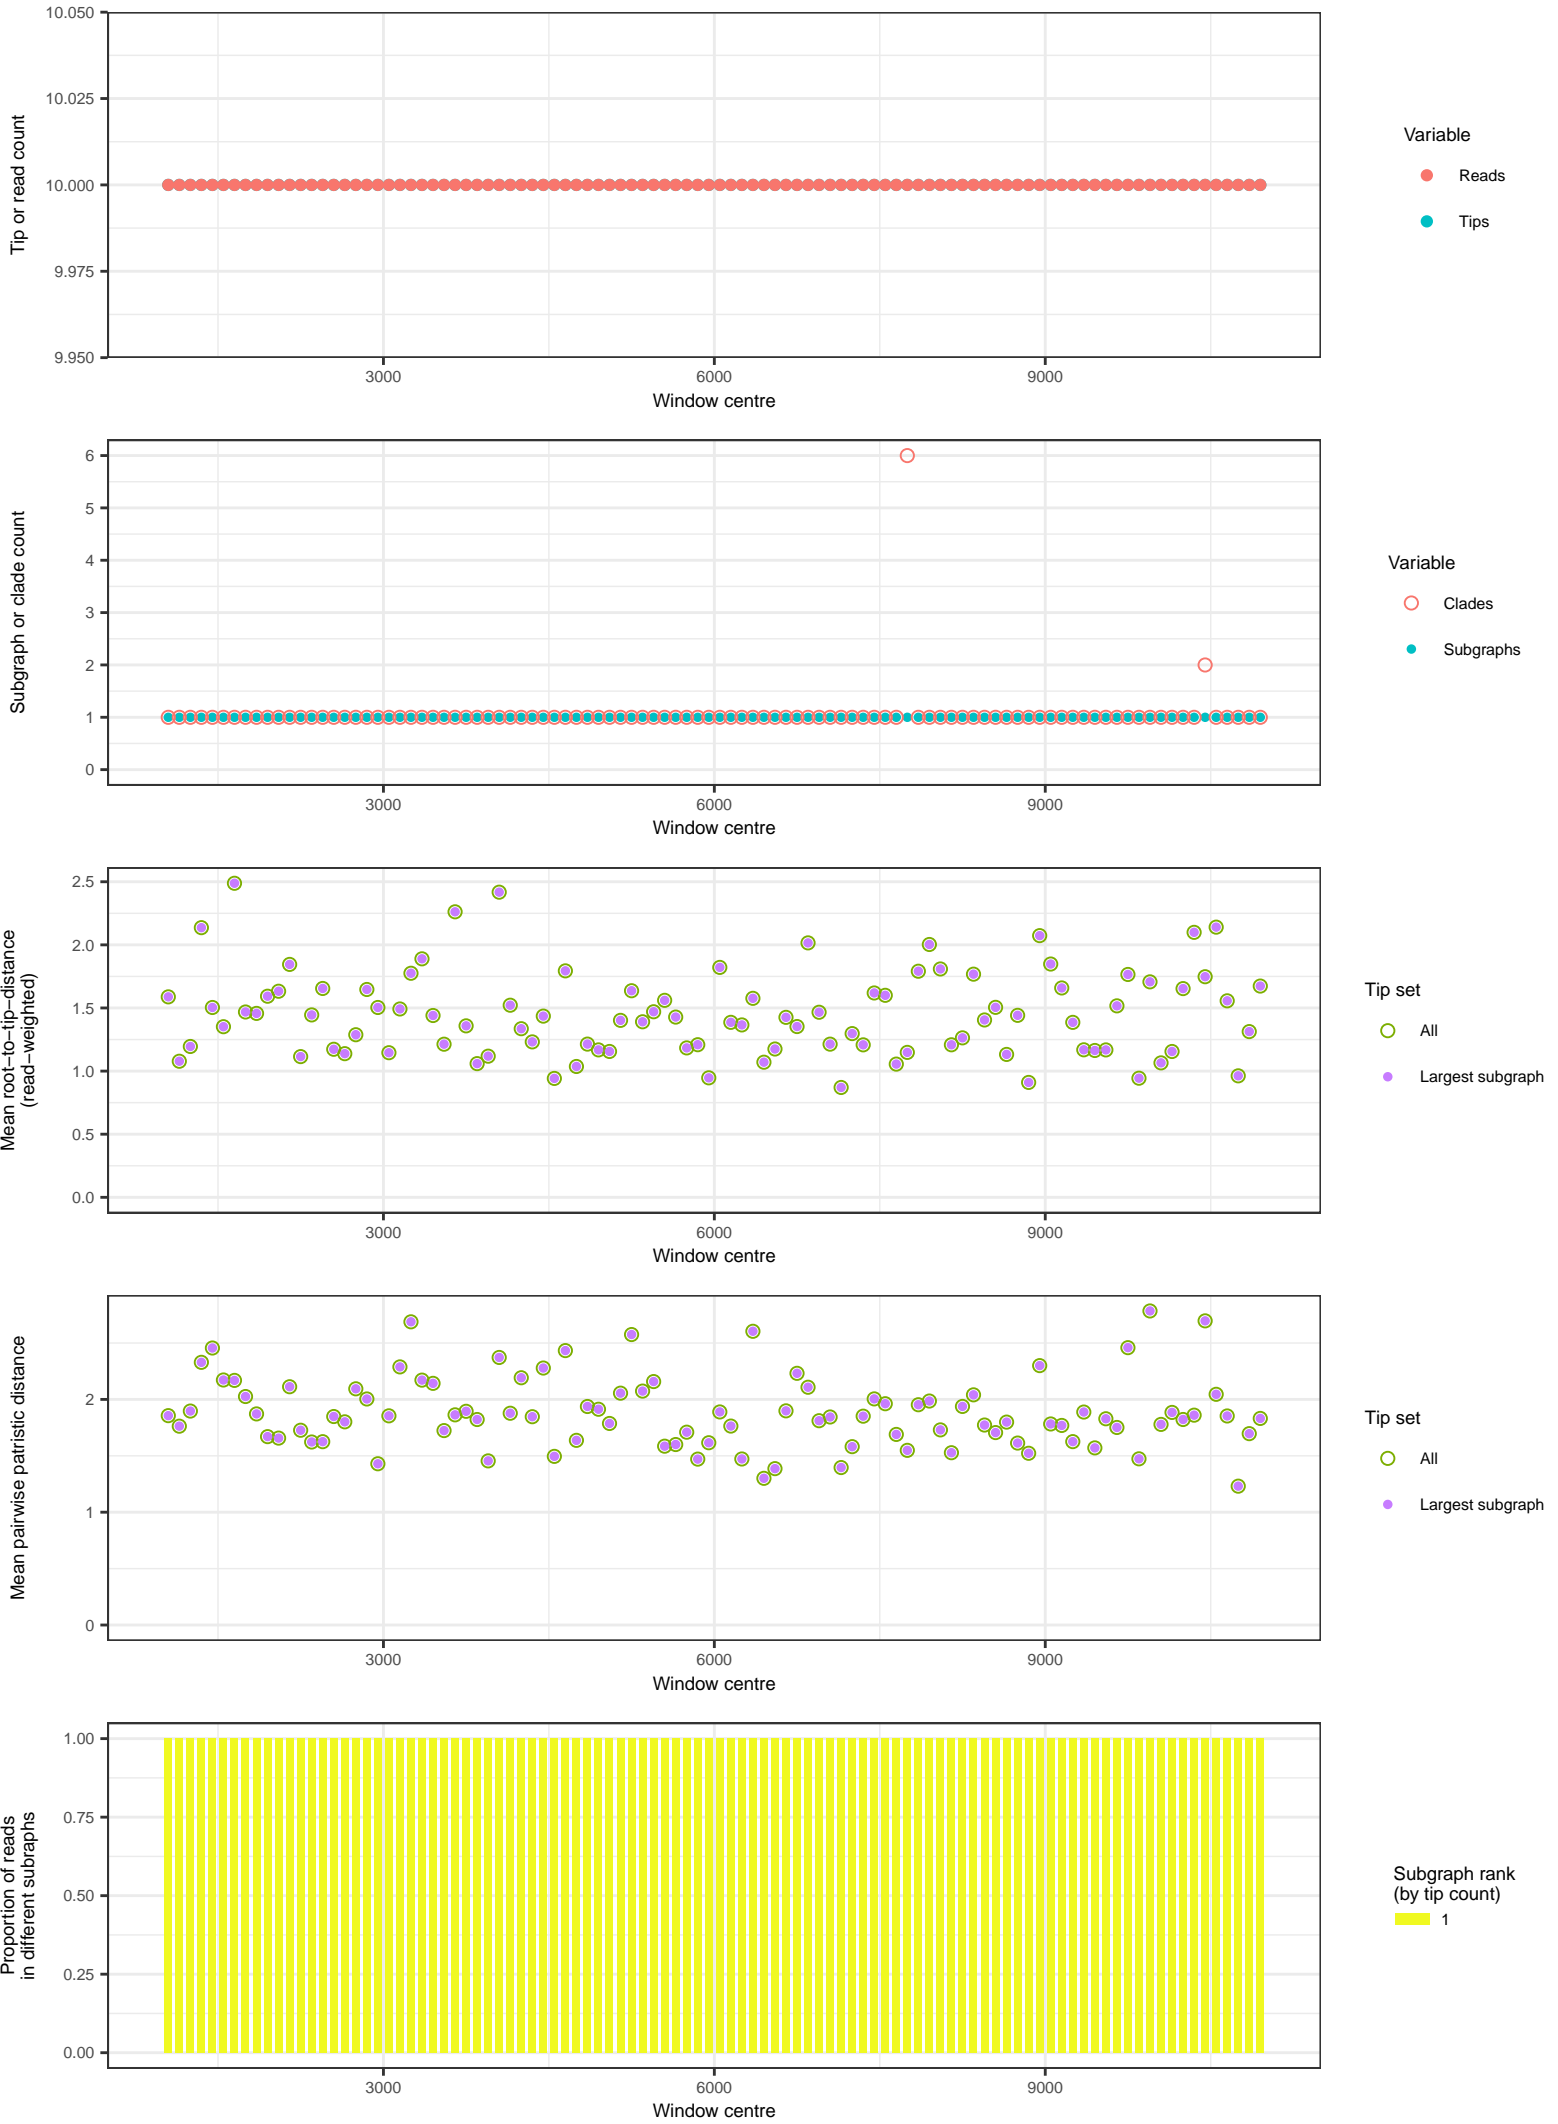 10.050
10.025
10.000
9.975
9.950
Tip or read count
3000
6000
9000
Window centre
Variable
Reads
Tips
6
5
4
3
2
1
0
Subgraph or clade count
3000
6000
9000
Window centre
Variable
Clades
Subgraphs
2.5
2.0
1.5
1.0
0.5
0.0
Mean root−to−tip−distance
(read−weighted)
3000
6000
9000
Window centre
Tip set
All
Largest subgraph
2
1
0
Mean pairwise patristic distance
3000
6000
9000
Window centre
Tip set
All
Largest subgraph
1.00
0.75
0.50
0.25
0.00
Proportion of reads
in different subraphs
3000
6000
9000
Window centre
Subgraph rank
(by tip count)
1